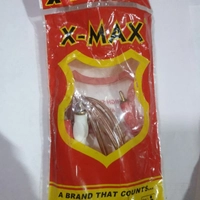 X-MAX
A BRAND THAT COUNTS...